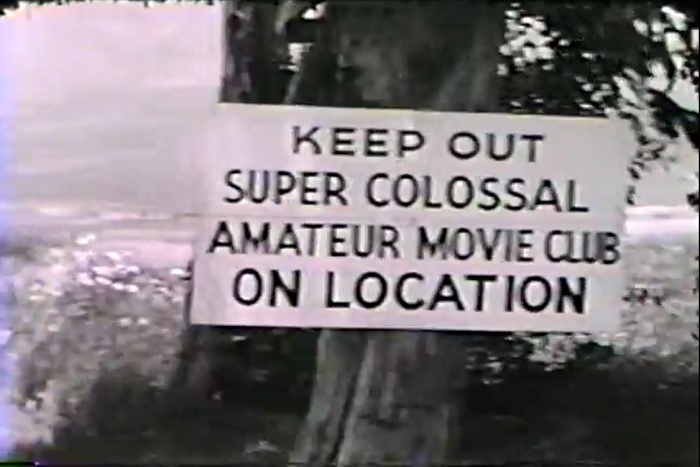 KEEP OUT
SUPER COLOSSAL
AMATEUR MOVIE CLUB
ON LOCATION